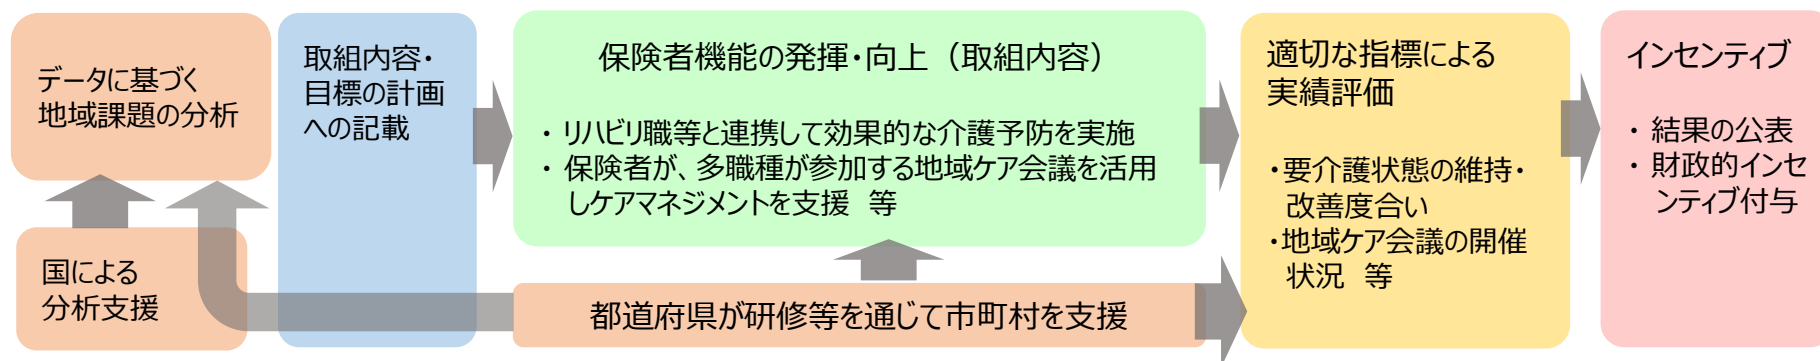 データに基づく
地域課題の分析
国による
分析支援
取組内容・
目標の計画
への記載
保険者機能の発揮・向上（取組内容）
・ リハビリ職等と連携して効果的な介護予防を実施
・ 保険者が、多職種が参加する地域ケア会議を活用
しケアマネジメントを支援　等
都道府県が研修等を通じて市町村を支援
適切な指標による
実績評価
・要介護状態の維持・
改善度合い
・地域ケア会議の開催
状況　等
インセンティブ
・ 結果の公表
・ 財政的インセ
ンティブ付与